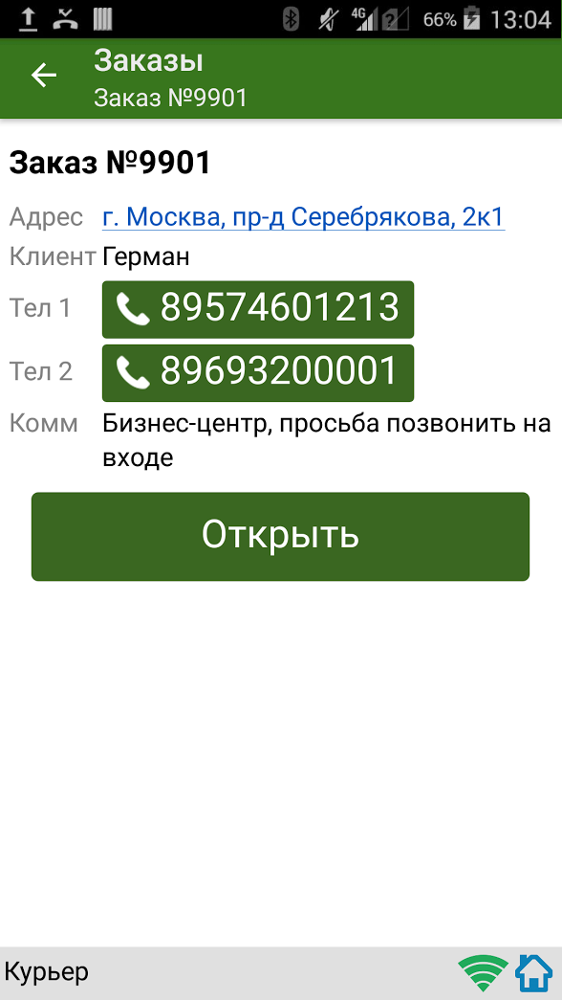 4G 66% 13:04
Заказы
Заказ №9901
Заказ №9901
Адрес г. Москва, пр-д Серебрякова, 2к1
Клиент Герман
Тел 1 89574601213
Тел 2 89693200001
Комм Бизнес-центр, просьба позвонить на
входе
Открыть
Курьер